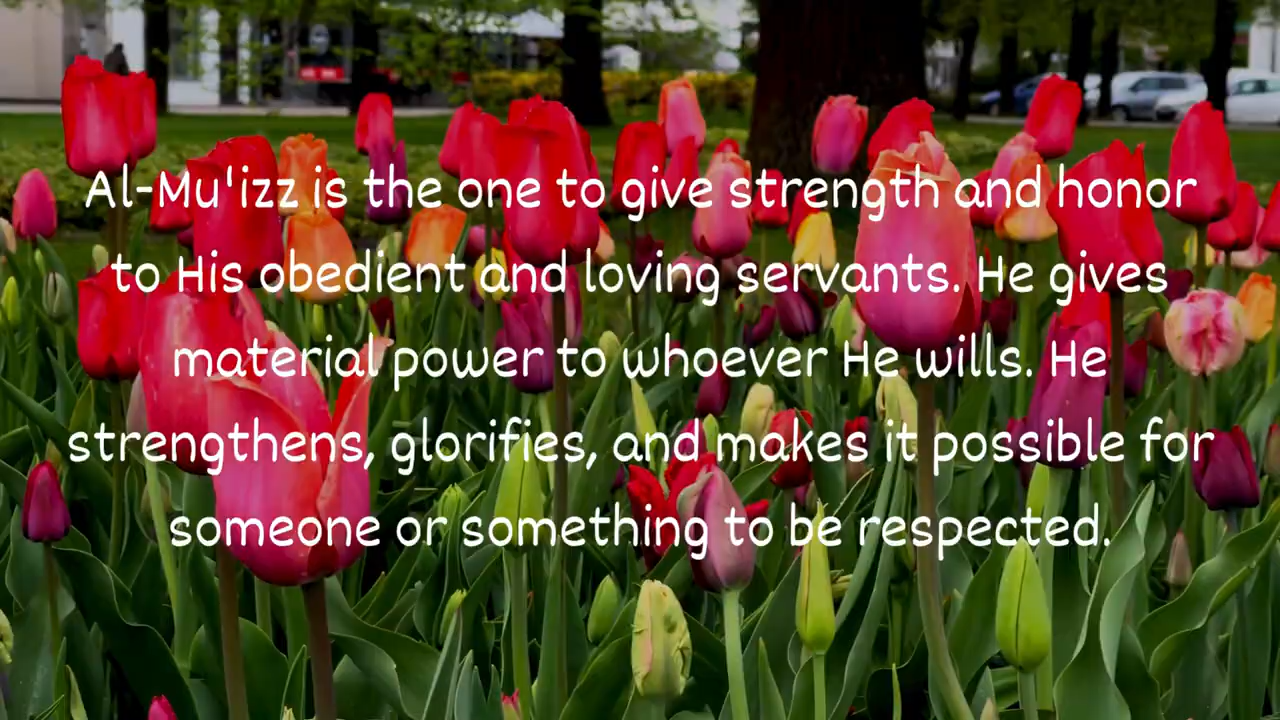 Al-Mu'izz is the one to give strength and honor
to His obedient and loving servants. He gives
material power to whoever He wills. He
strengthens, glorifies, and makes it possible for
someone or something to be respected.